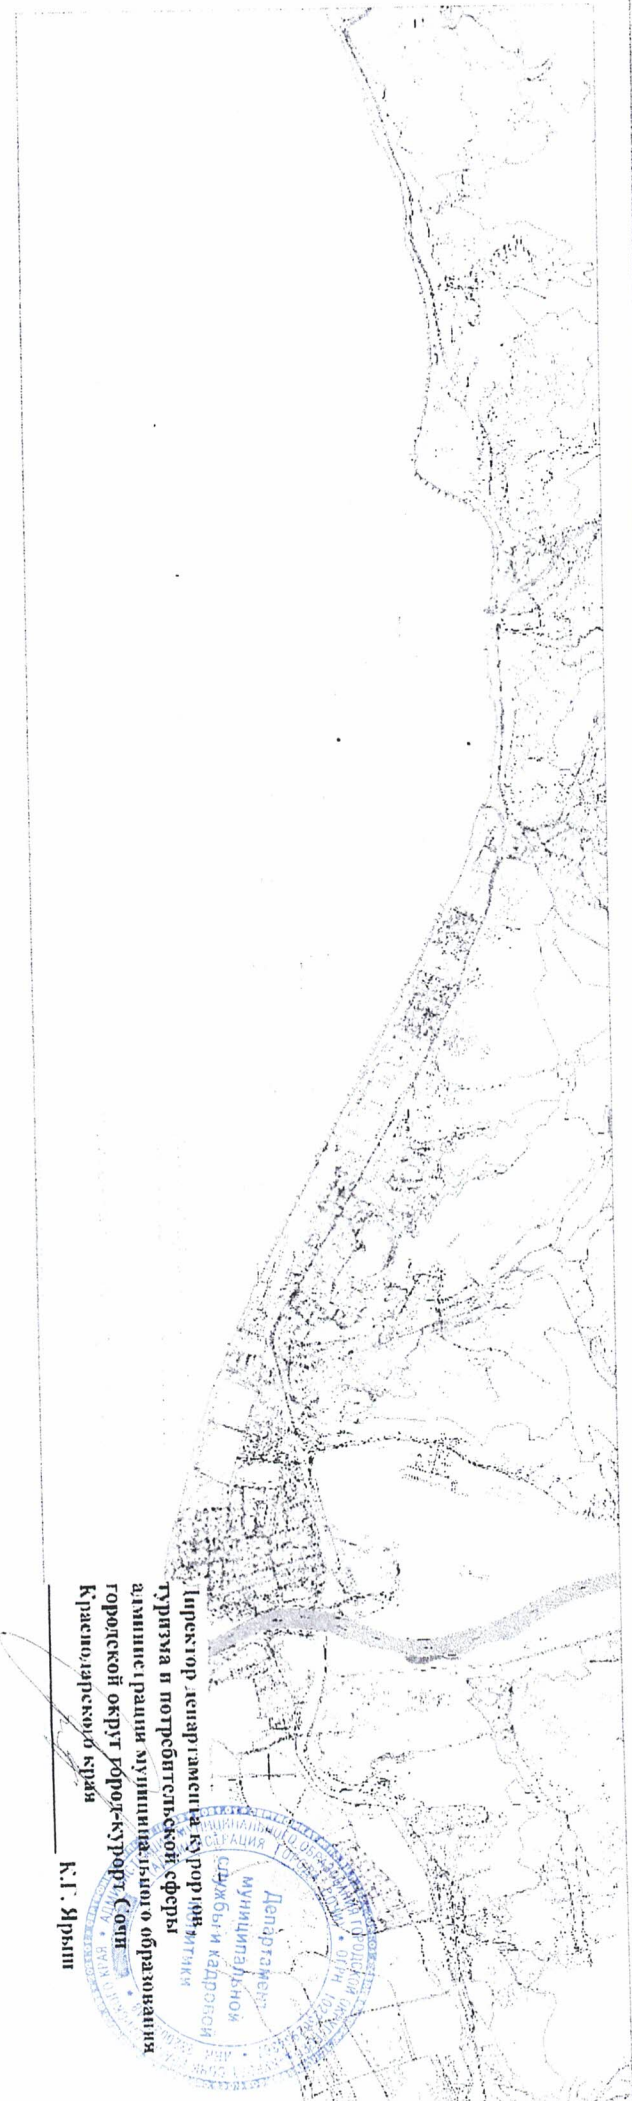 Директор департамента курортов,
туризма и потребительской сферы
администрации муниципального образования
городской округ город-курорт Сочи
Краснодарского края
К.Г. Ярыш
Департамент
муниципальной
службы и кадровой
политики